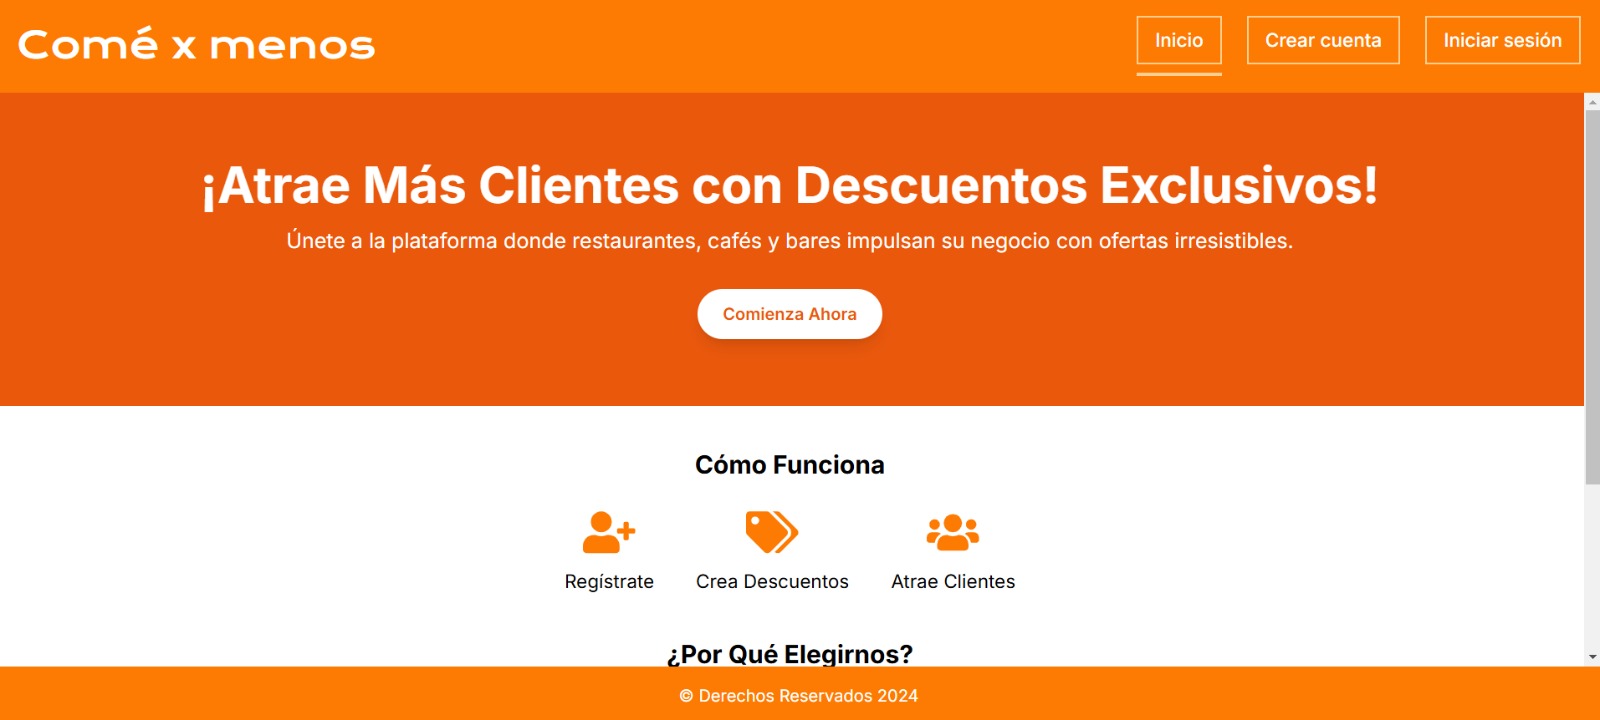 Comé x menos
Inicio
Crear cuenta
Iniciar sesión
¡Atrae Más Clientes con Descuentos Exclusivos!
Únete a la plataforma donde restaurantes, cafés y bares impulsan su negocio con ofertas irresistibles.
Comienza Ahora
Cómo Funciona
Regístrate
Crea Descuentos
Atrae Clientes
¿Por Qué Elegirnos?
© Derechos Reservados 2024